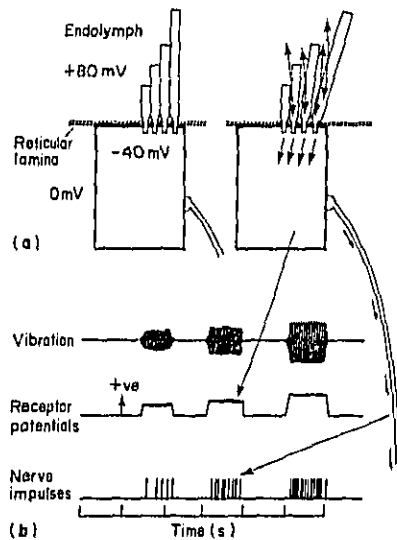 Endolymph
+80 mV
Reticular
lamina
-40 mV
0mV
(a)
Vibration
+ve
Receptor
potentials
Nerve
impulses
(b)
Time (s)